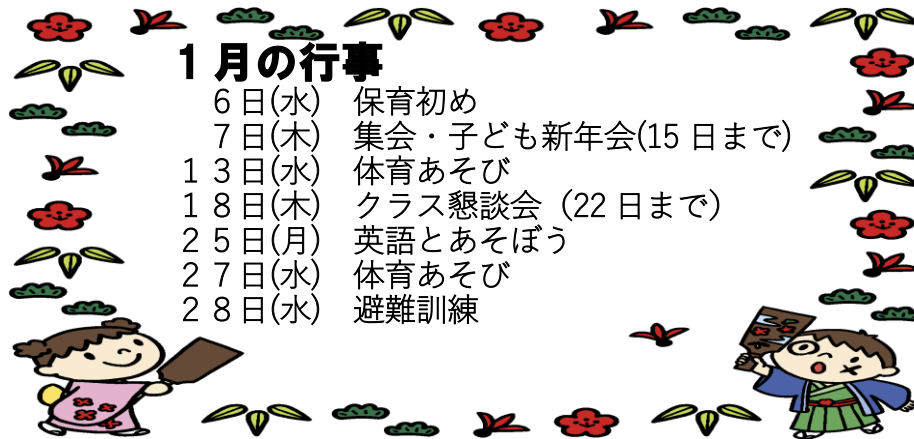 １月の行事
６日(水)　保育初め
７日(木)　集会・子ども新年会(15 日まで)
１３日(水)　体育あそび
１８日(木)　クラス懇談会（22 日まで）
２５日(月)　英語とあそぼう
２７日(水)　体育あそび
２８日(水)　避難訓練